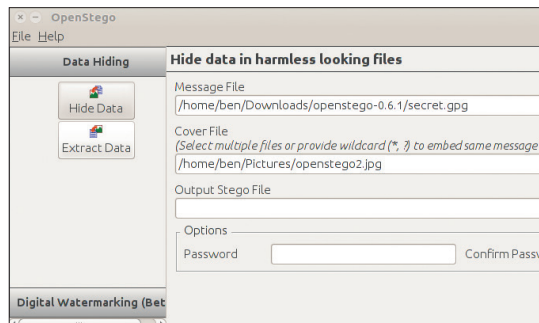 OpenStego
File Help
Data Hiding
Hide Data
Extract Data
Digital Watermarking (Bet
Hide data in harmless looking files
Message File
/home/ben/Downloads/openstego-0.6.1/secret.gpg
Cover File
(Select multiple files or provide wildcard (*, ?) to embed same message
/home/ben/Pictures/openstego2.jpg
Output Stego File
Options
Password
Confirm Passw